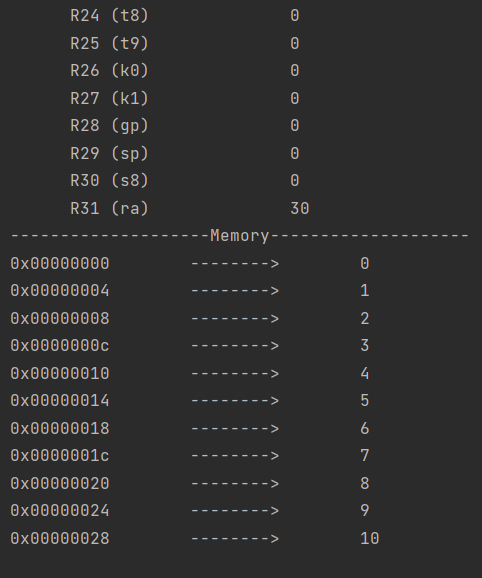 R24 (t8) 0
R25 (t9) 0
R26 (k0) 0
R27 (k1) 0
R28 (gp) 0
R29 (sp) 0
R30 (s8) 0
R31 (ra) 30
--------------------Memory--------------------
0x00000000 --------> 0
0x00000004 --------> 1
0x00000008 --------> 2
0x0000000c --------> 3
0x00000010 --------> 4
0x00000014 --------> 5
0x00000018 --------> 6
0x0000001c --------> 7
0x00000020 --------> 8
0x00000024 --------> 9
0x00000028 --------> 10